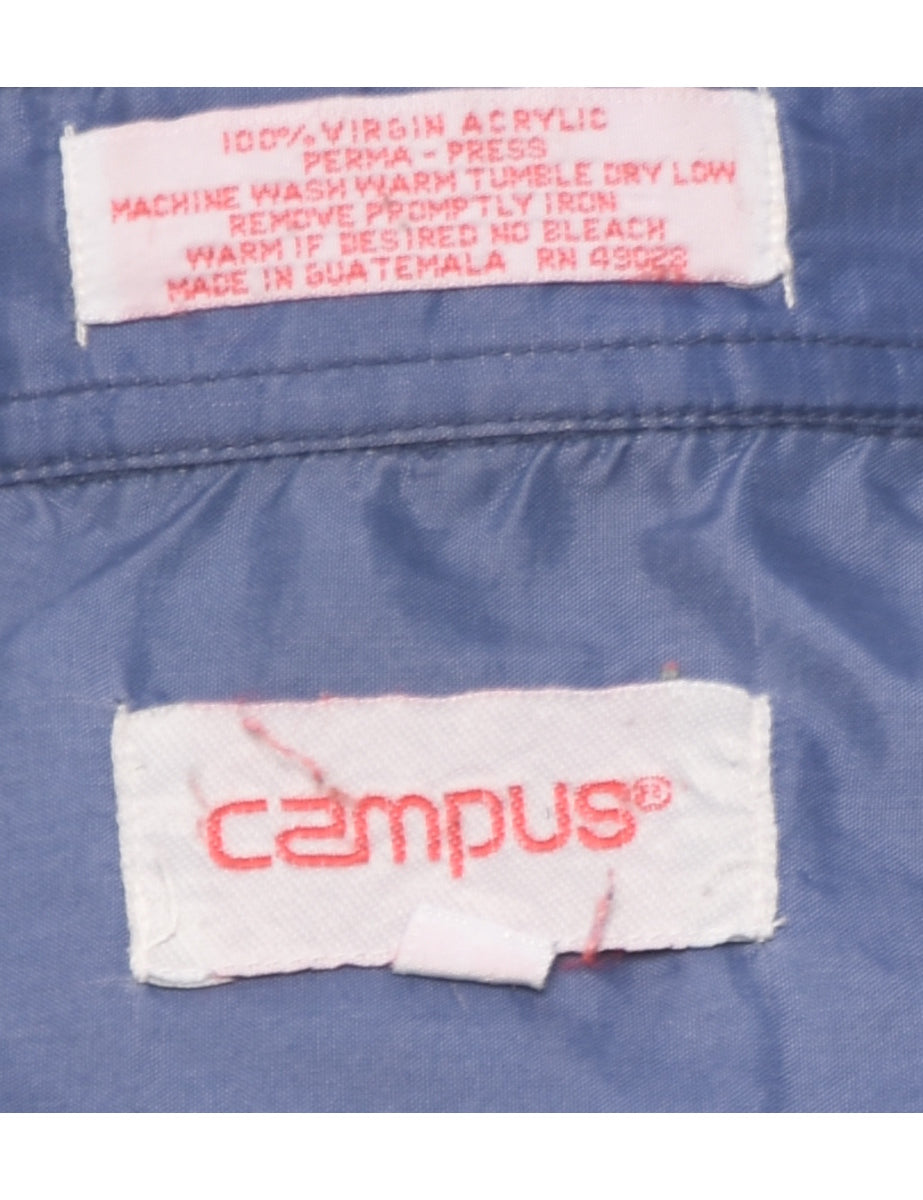 100% VIRGIN ACRYLIC
PERMA - PRESS
MACHINE WASH WARM TUMBLE DRY LOW
REMOVE PROMPTLY IRON
WARM IF DESIRED NO BLEACH
MADE IN GUATEMALA RN 49022
campus®